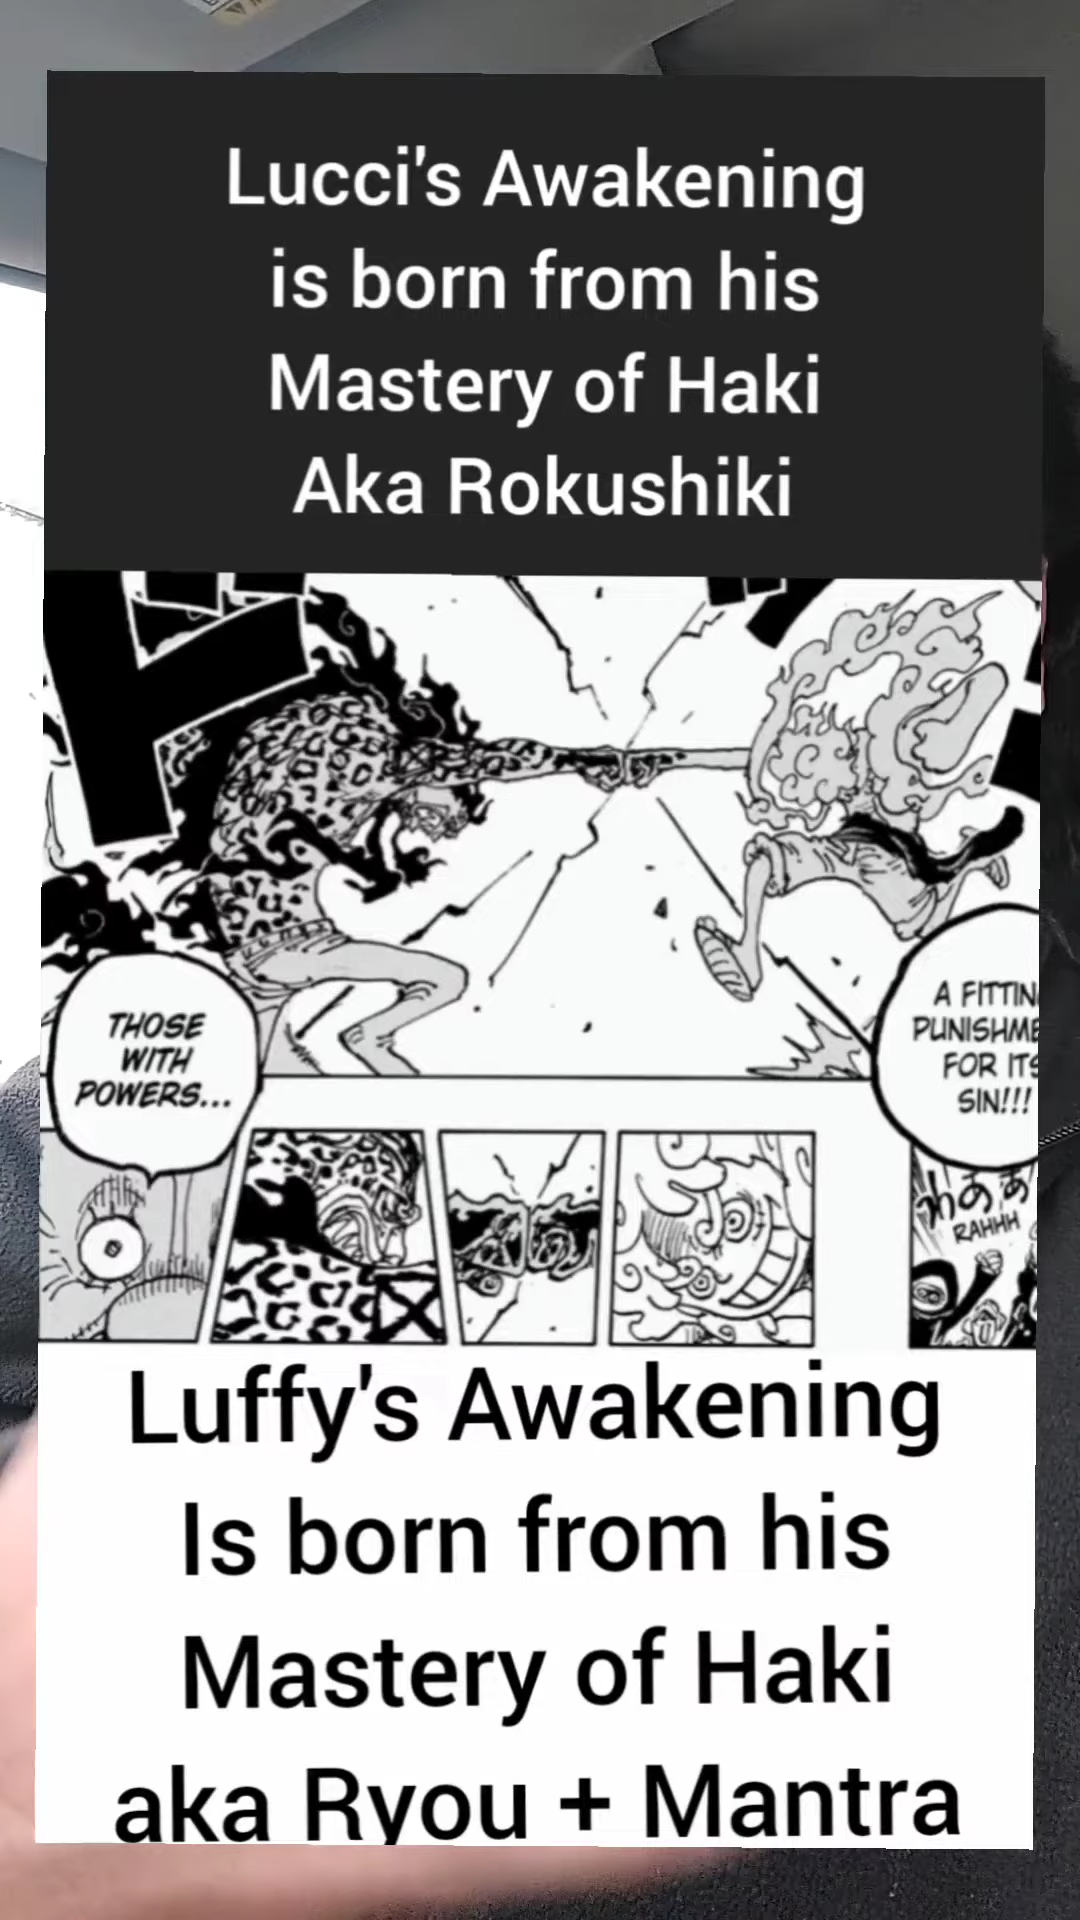 Lucci's Awakening
is born from his
Mastery of Haki
Aka Rokushiki
THOSE
WITH
POWERS...
A FITTIN
PUNISHME
FOR ITS
SIN!!!
RAHHH
Luffy's Awakening
Is born from his
Mastery of Haki
aka Ryou + Mantra